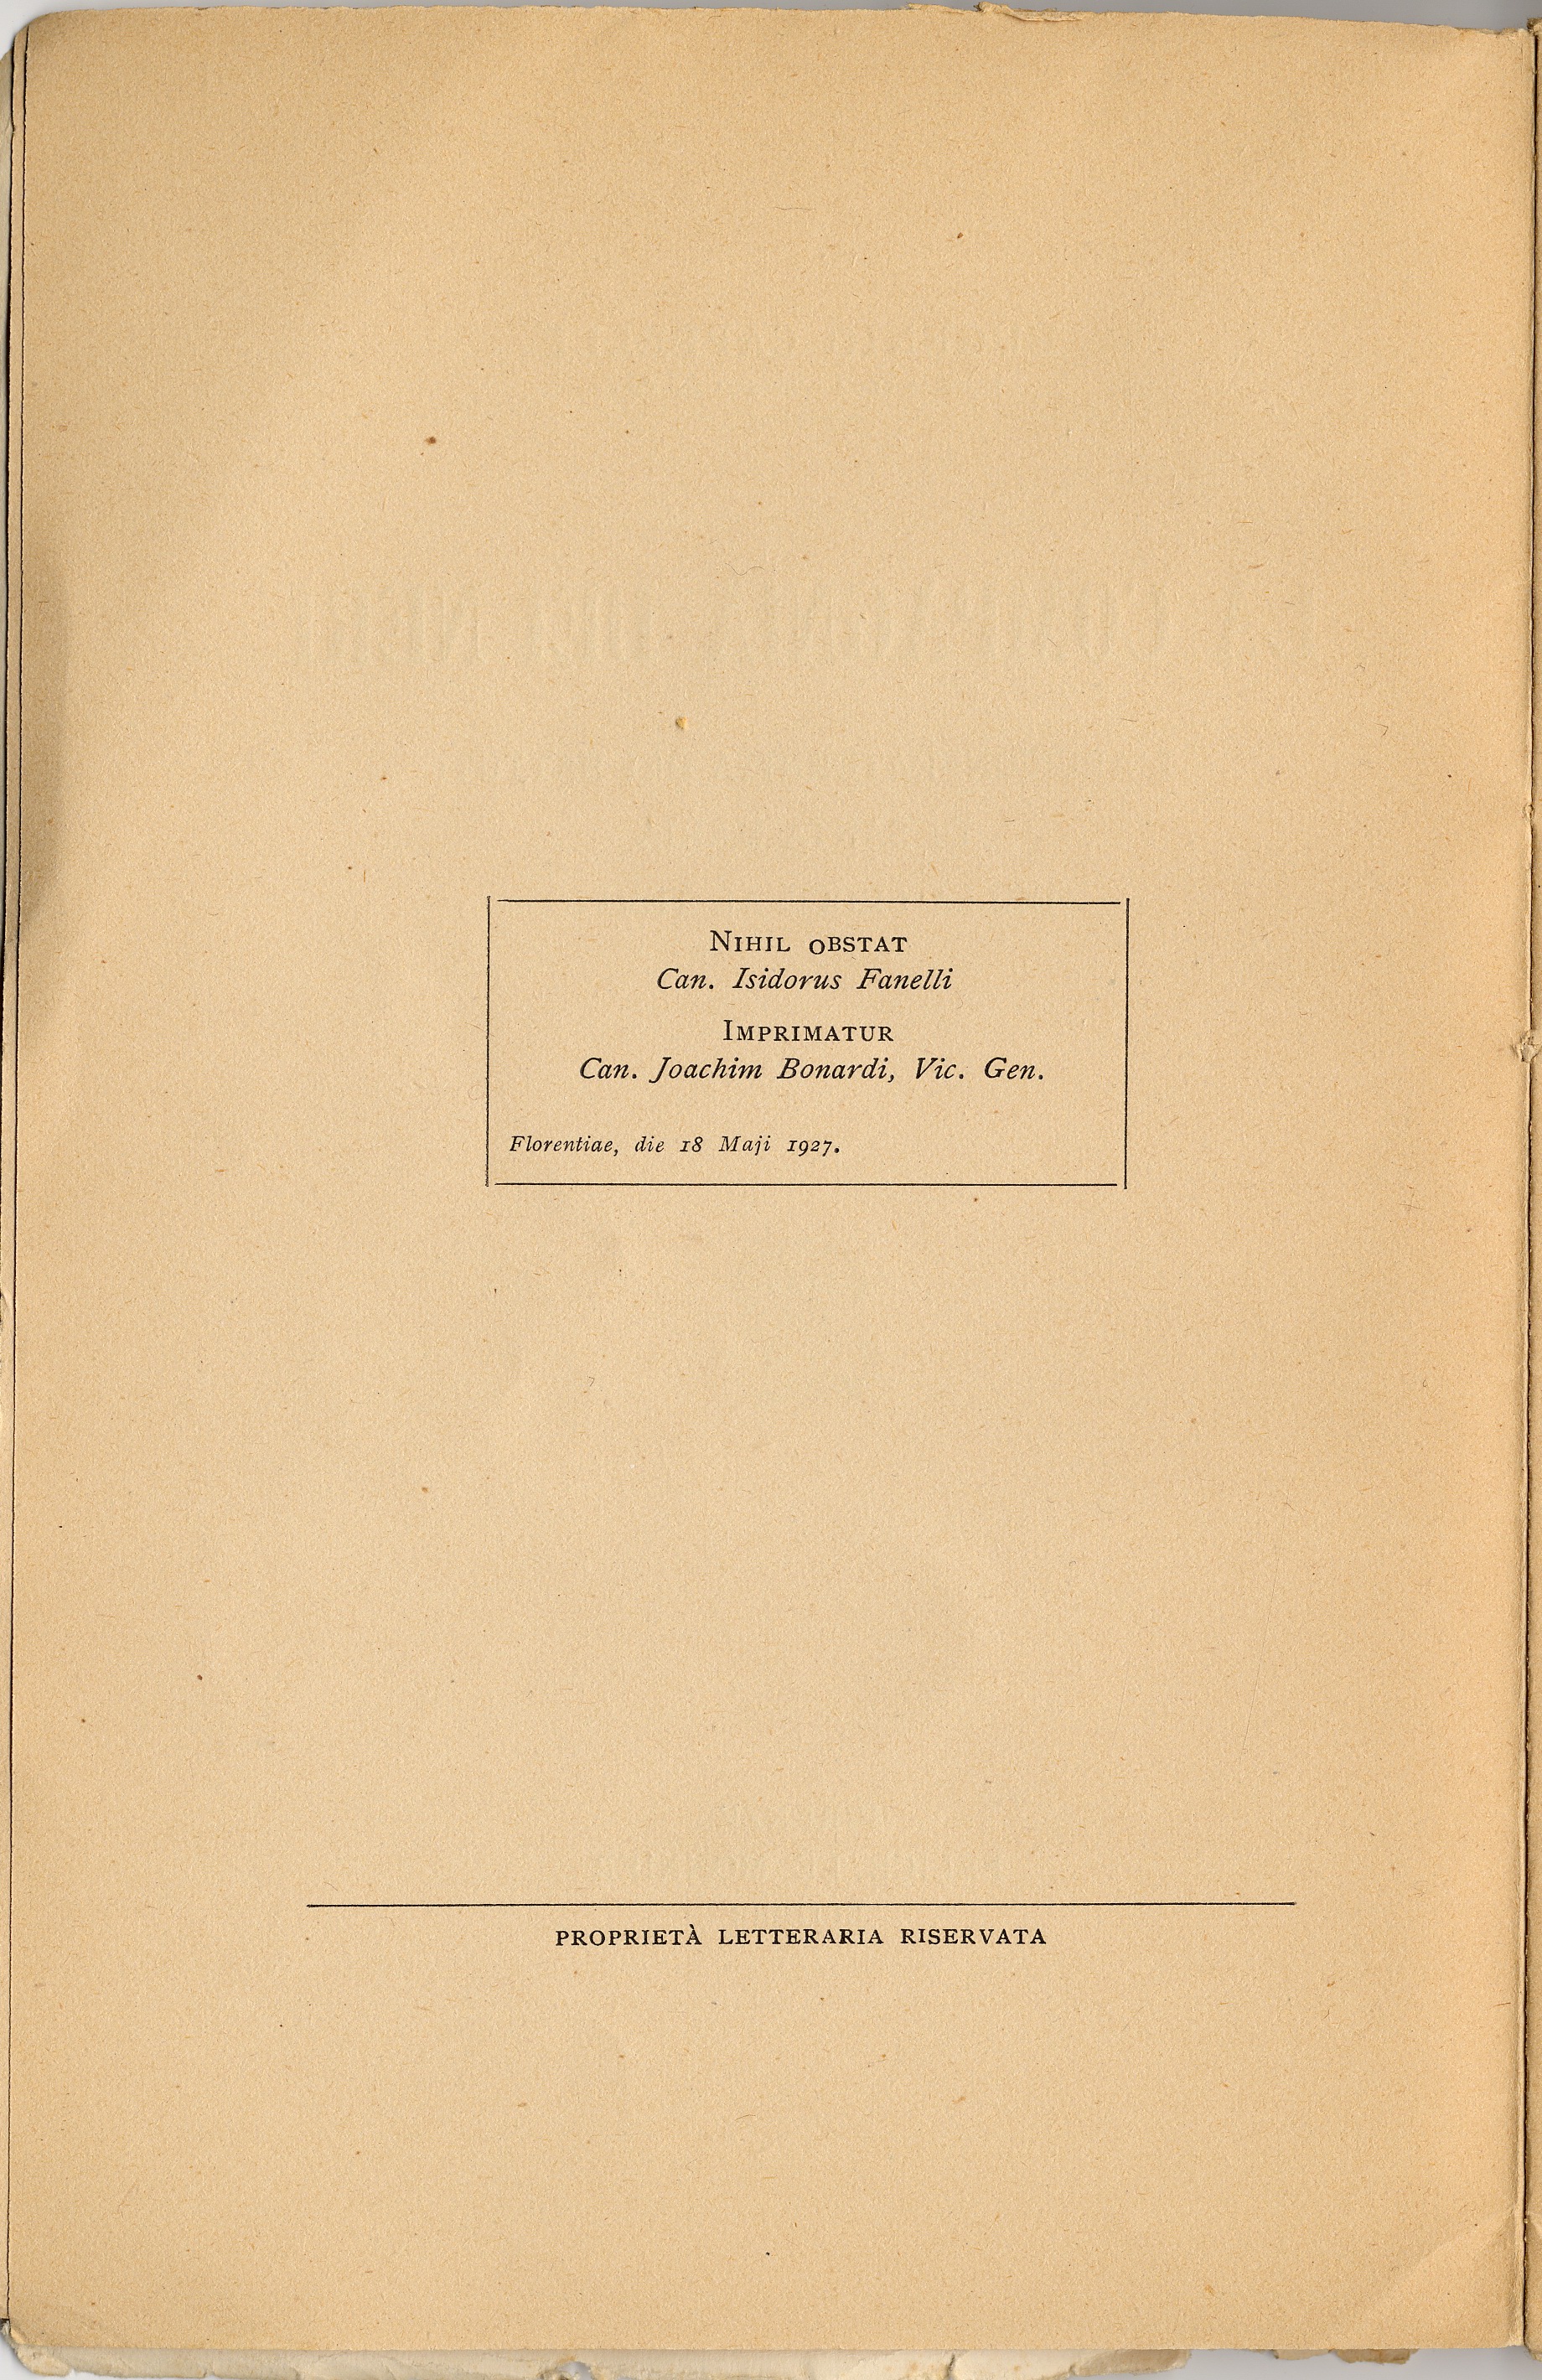 NIHIL OBSTAT
Can. Isidorus Fanelli
IMPRIMATUR
Can. Joachim Bonardi, Vic. Gen.
Florentiae, die 18 Maji 1927.
PROPRIETÀ LETTERARIA RISERVATA